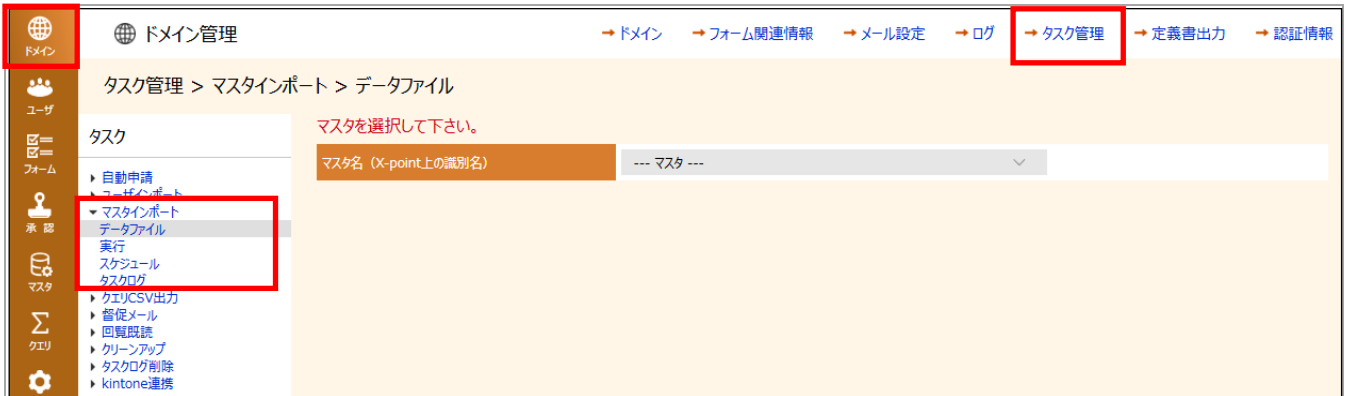 ドメイン
ドメイン管理
→ ドメイン → フォーム関連情報 → メール設定 → ログ → タスク管理 → 定義書出力 → 認証情報
タスク管理 > マスタインポート > データファイル
ユーザ
フォーム
承認
マスタ
クエリ
タスク
自動申請
ユーザインポート
マスタインポート
データファイル
実行
スケジュール
タスクログ
クエリCSV出力
督促メール
回覧既読
クリーンアップ
タスクログ削除
kintone連携
マスタを選択して下さい。
マスタ名（X-point上の識別名） --- マスタ ---